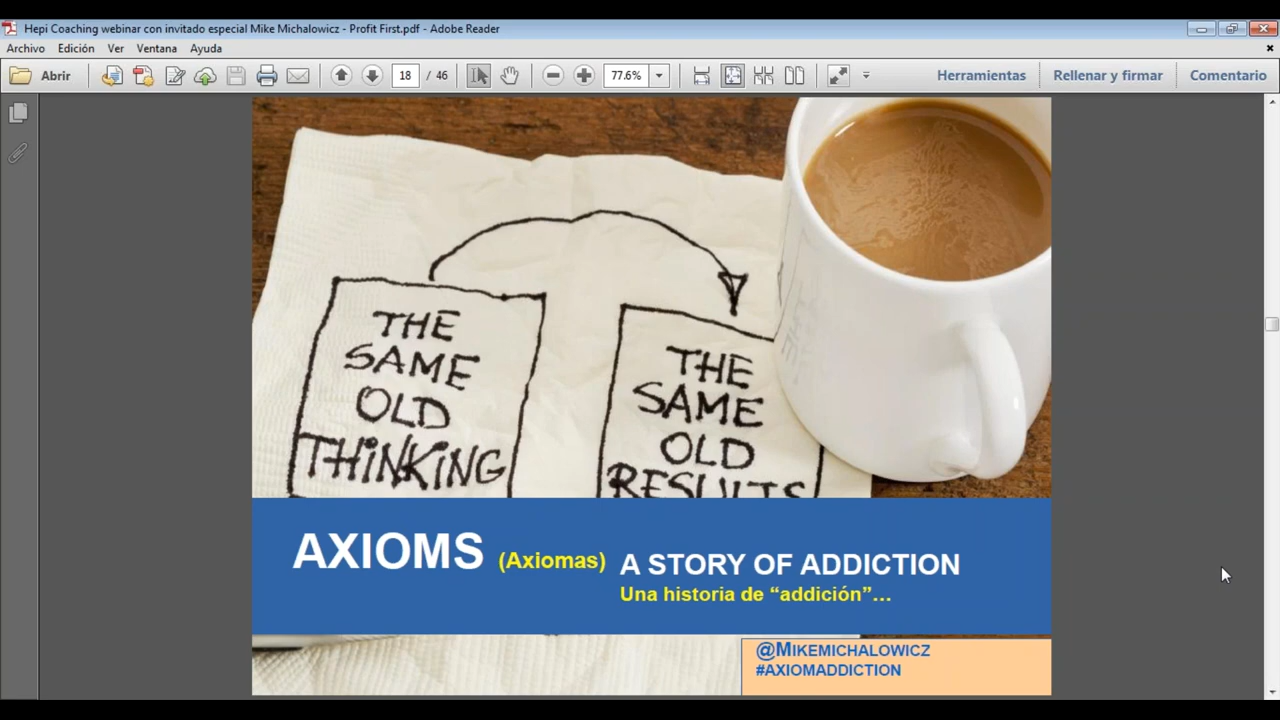 Hepi Coaching webinar con invitado especial Mike Michalowicz - Profit First.pdf - Adobe Reader
Archivo Edición Ver Ventana Ayuda
Abrir 18 / 46 77.6% Herramientas Rellenar y firmar Comentario
THE
SAME
OLD
THiNKiNG
THE
SAME
OLD
RESULTS
AXIOMS (Axiomas) A STORY OF ADDICTION
Una historia de “addición”...
@MIKEMICHALOWICZ
#AXIOMADDICTION